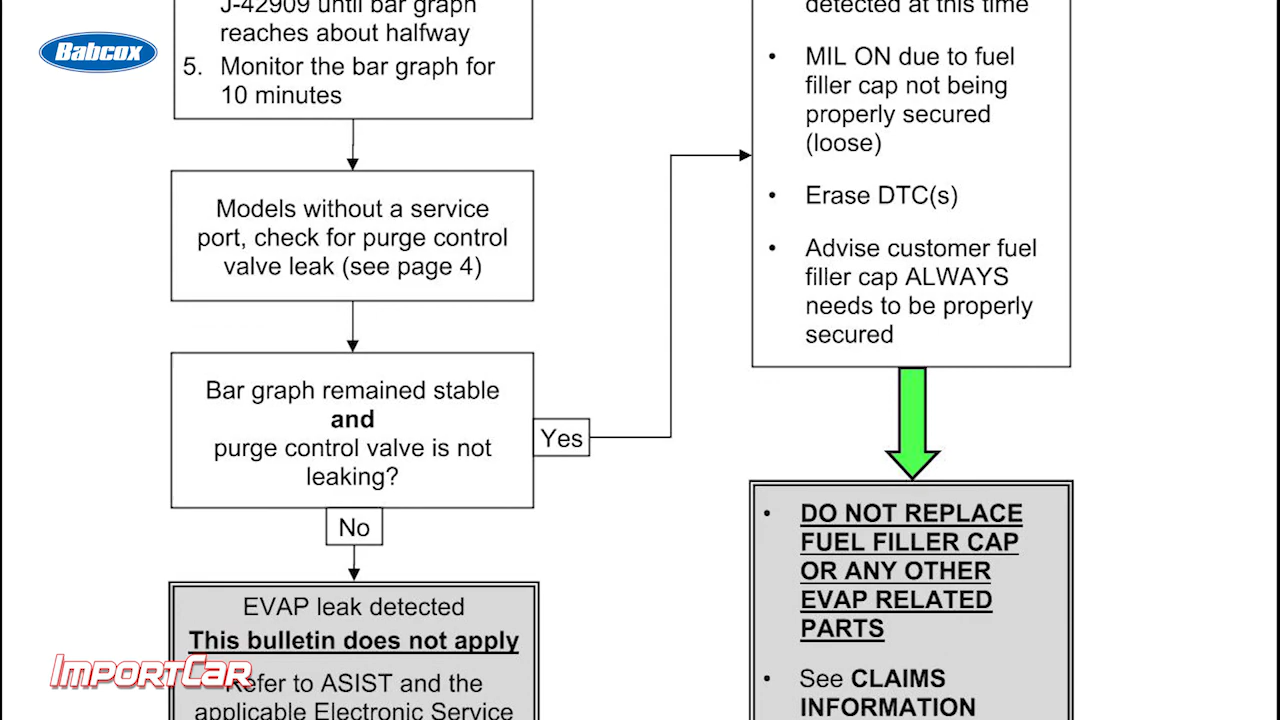 Babcox
J-42909 until bar graph
reaches about halfway
5. Monitor the bar graph for
10 minutes
Models without a service
port, check for purge control
valve leak (see page 4)
Bar graph remained stable
and
purge control valve is not
leaking?
Yes
No
EVAP leak detected
This bulletin does not apply
Refer to ASIST and the
applicable Electronic Service
detected at this time
• MIL ON due to fuel
filler cap not being
properly secured
(loose)
• Erase DTC(s)
• Advise customer fuel
filler cap ALWAYS
needs to be properly
secured
• DO NOT REPLACE
FUEL FILLER CAP
OR ANY OTHER
EVAP RELATED
PARTS
• See CLAIMS
INFORMATION
ImportCar